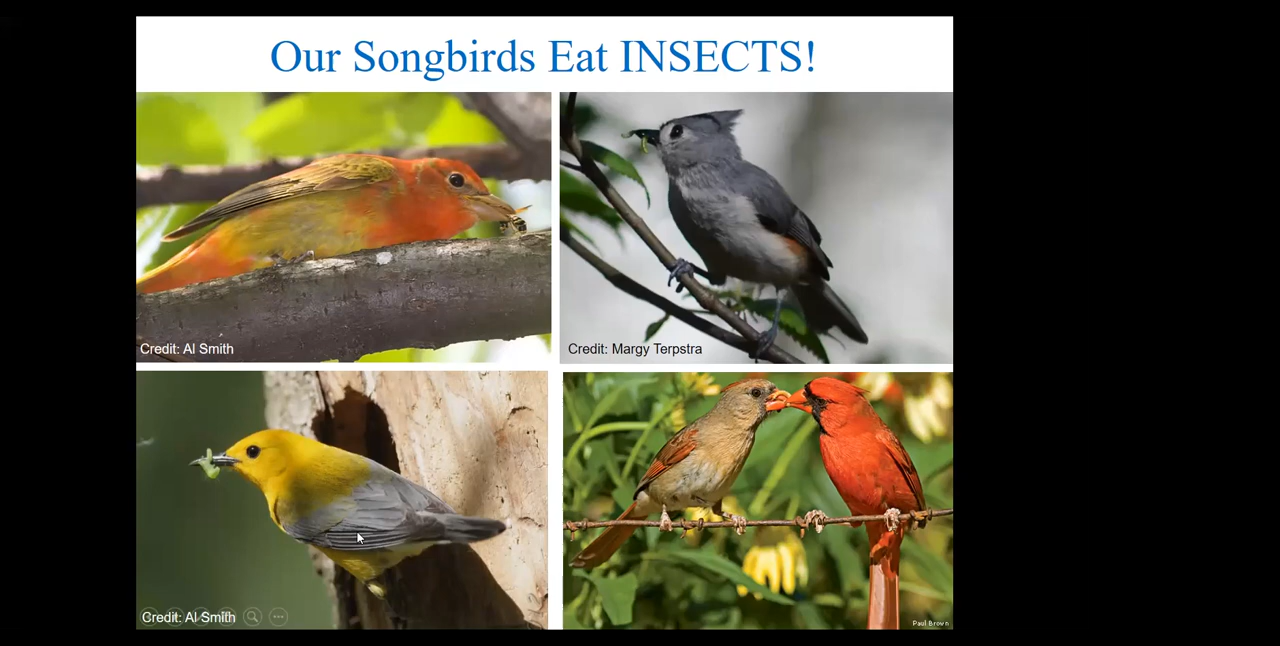 Our Songbirds Eat INSECTS!
Credit: Al Smith
Credit: Margy Terpstra
Credit: Al Smith
Paul Brown